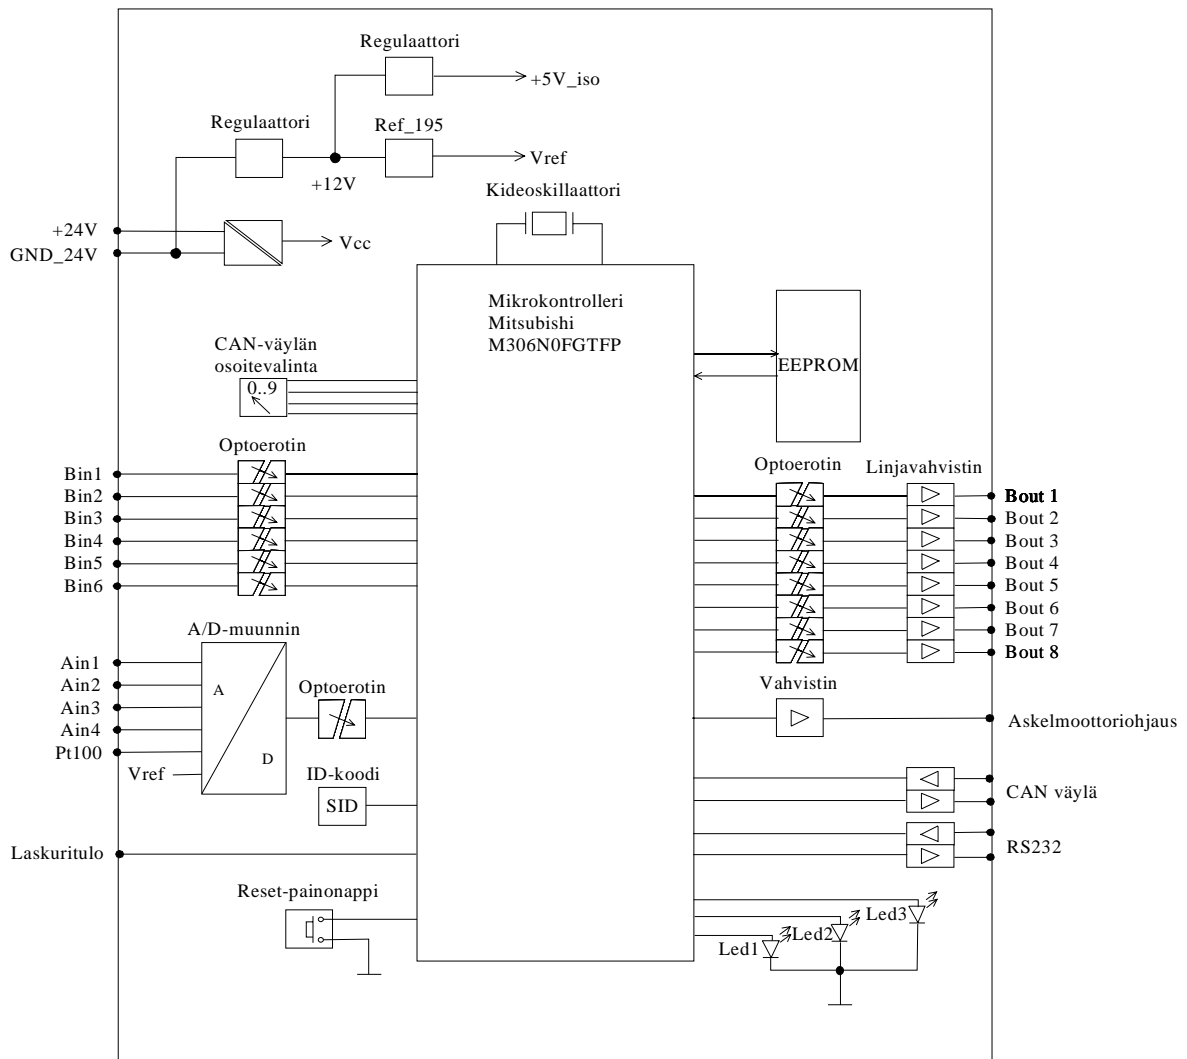 Regulaattori
+5V_iso
Regulaattori
Ref_195
Vref
+12V
Kideoskillaattori
+24V
GND_24V
Vcc
Mikrokontrolleri
Mitsubishi
M306N0FGTFP
CAN-väylän
osoitevalinta
0..9
EEPROM
Optoerotin
Optoerotin
Linjavahvistin
Bin1
Bin2
Bin3
Bin4
Bin5
Bin6
Bout 1
Bout 2
Bout 3
Bout 4
Bout 5
Bout 6
Bout 7
Bout 8
A/D-muunnin
Ain1
Ain2
Ain3
Ain4
Pt100
Vref
A
D
Optoerotin
Vahvistin
Askelmoottoriohjaus
ID-koodi
SID
CAN väylä
RS232
Laskuritulo
Reset-painonappi
Led1
Led2
Led3